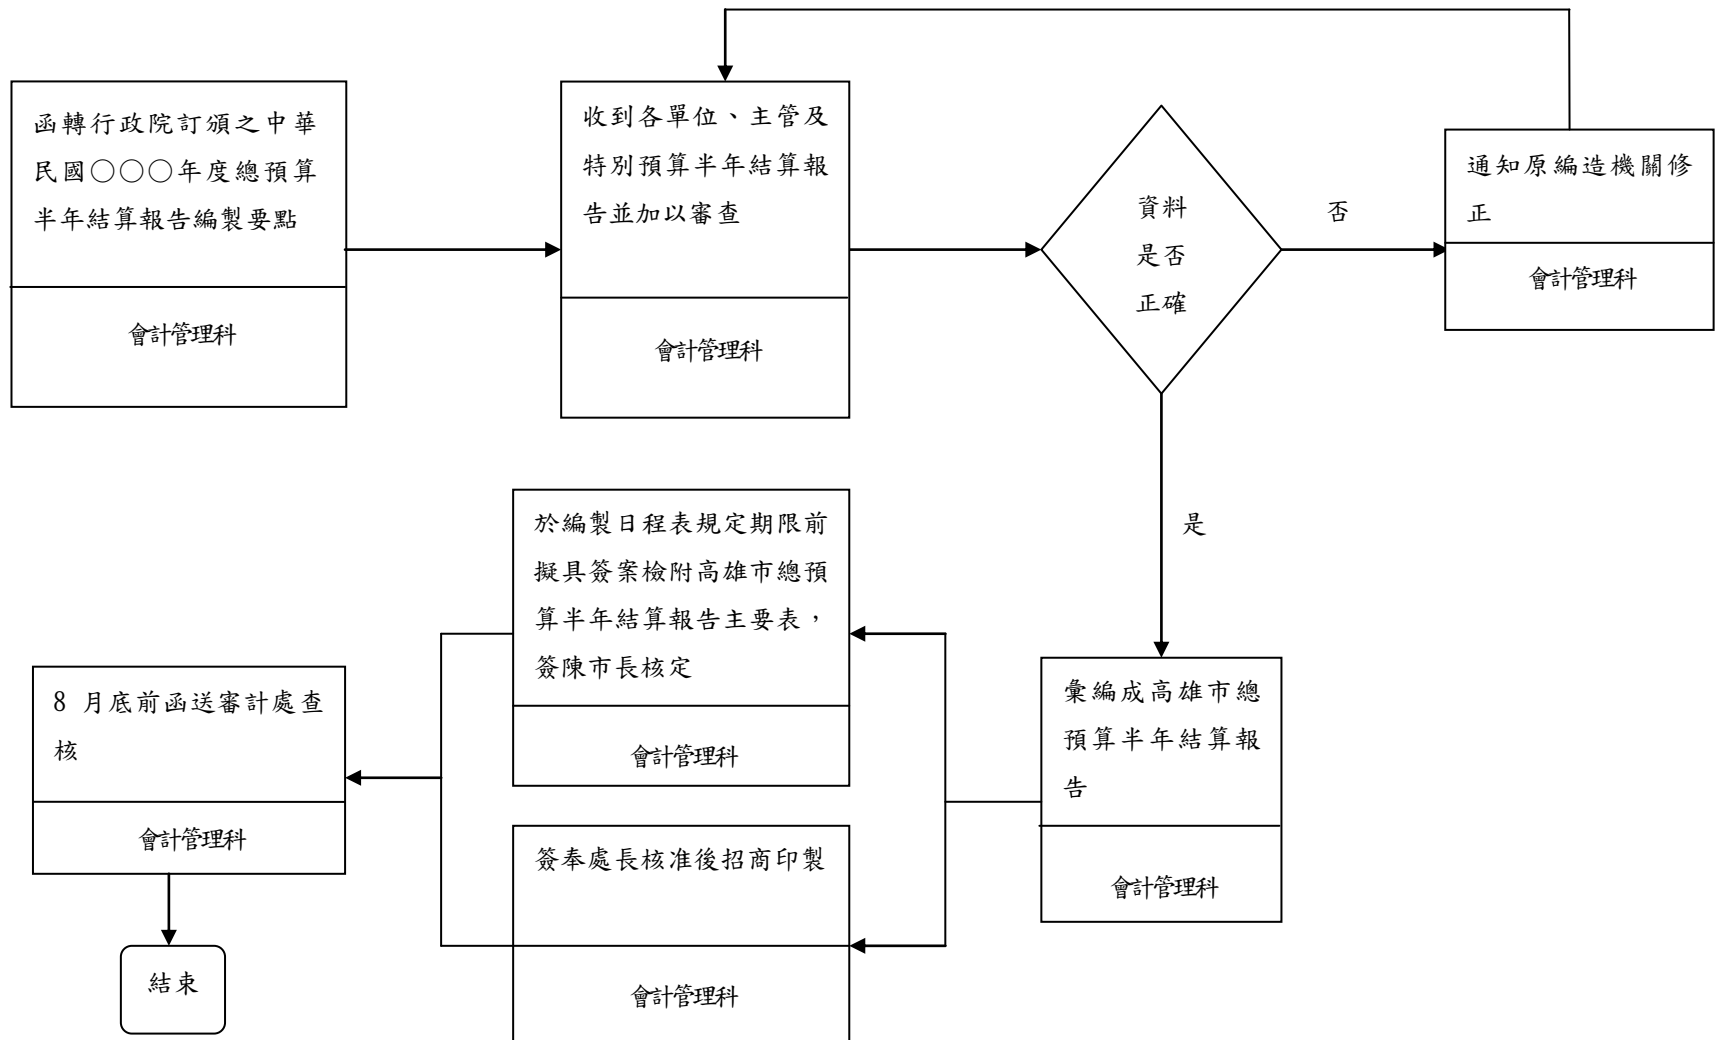 函轉行政院訂頒之中華
民國○○○年度總預算
半年結算報告編製要點
會計管理科
收到各單位、主管及
特別預算半年結算報
告並加以審查
會計管理科
資料
是否
正確
否
通知原編造機關修
正
會計管理科
是
彙編成高雄市總
預算半年結算報
告
會計管理科
於編製日程表規定期限前
擬具簽案檢附高雄市總預
算半年結算報告主要表，
簽陳市長核定
會計管理科
簽奉處長核准後招商印製
會計管理科
8 月底前函送審計處查
核
會計管理科
結束